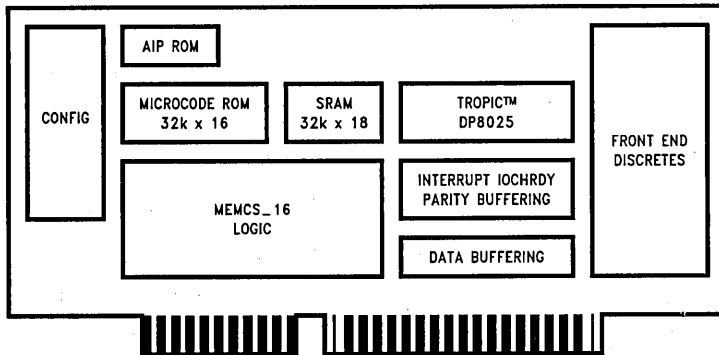 AIP ROM
CONFIG
MICROCODE ROM
32k x 16
SRAM
32k x 18
TROPIC™
DP8025
FRONT END
DISCRETES
MEMCS_16
LOGIC
INTERRUPT IOCHRDY
PARITY BUFFERING
DATA BUFFERING